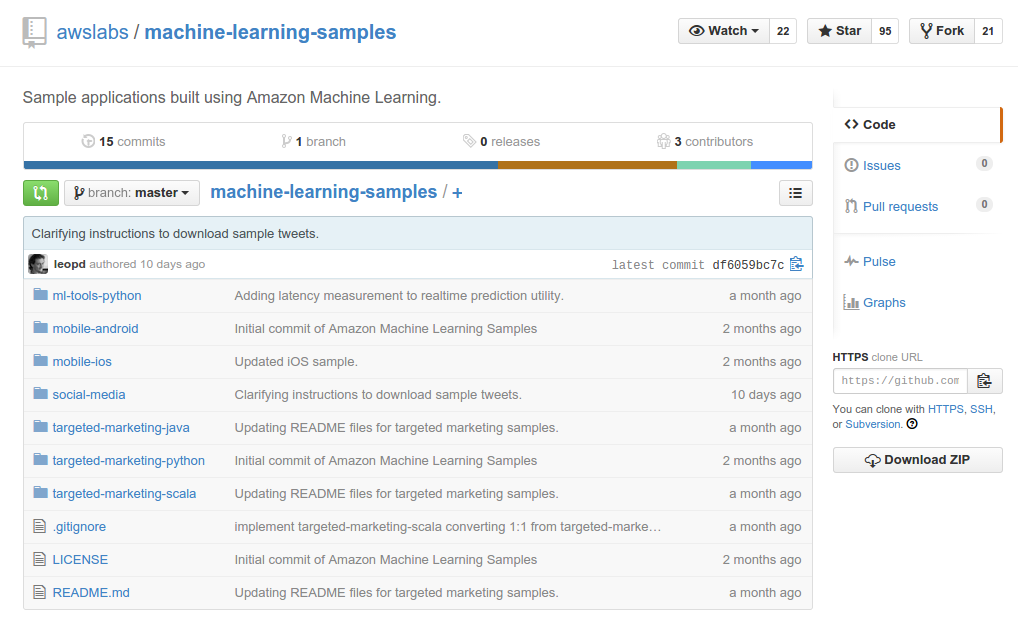 awslabs / machine-learning-samples
Watch 22 Star 95 Fork 21
Sample applications built using Amazon Machine Learning.
15 commits 1 branch 0 releases 3 contributors
branch: master machine-learning-samples / +
Clarifying instructions to download sample tweets.
leopd authored 10 days ago latest commit df6059bc7c
ml-tools-python Adding latency measurement to realtime prediction utility. a month ago
mobile-android Initial commit of Amazon Machine Learning Samples 2 months ago
mobile-ios Updated iOS sample. 2 months ago
social-media Clarifying instructions to download sample tweets. 10 days ago
targeted-marketing-java Updating README files for targeted marketing samples. a month ago
targeted-marketing-python Initial commit of Amazon Machine Learning Samples 2 months ago
targeted-marketing-scala Updating README files for targeted marketing samples. a month ago
.gitignore implement targeted-marketing-scala converting 1:1 from targeted-marke… a month ago
LICENSE Initial commit of Amazon Machine Learning Samples 2 months ago
README.md Updating README files for targeted marketing samples. a month ago
Code
Issues 0
Pull requests 0
Pulse
Graphs
HTTPS clone URL
https://github.com
You can clone with HTTPS, SSH,
or Subversion.
Download ZIP